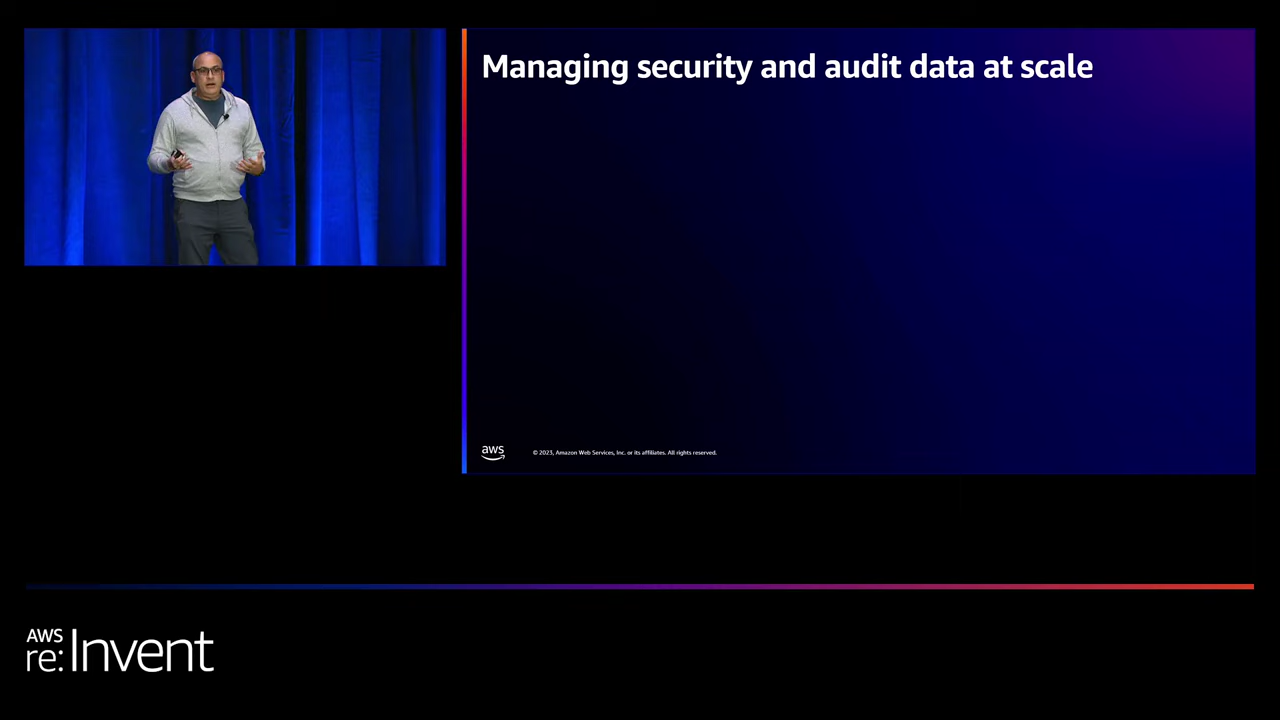 Managing security and audit data at scale
aws
© 2023, Amazon Web Services, Inc. or its affiliates. All rights reserved.
AWS
re:Invent